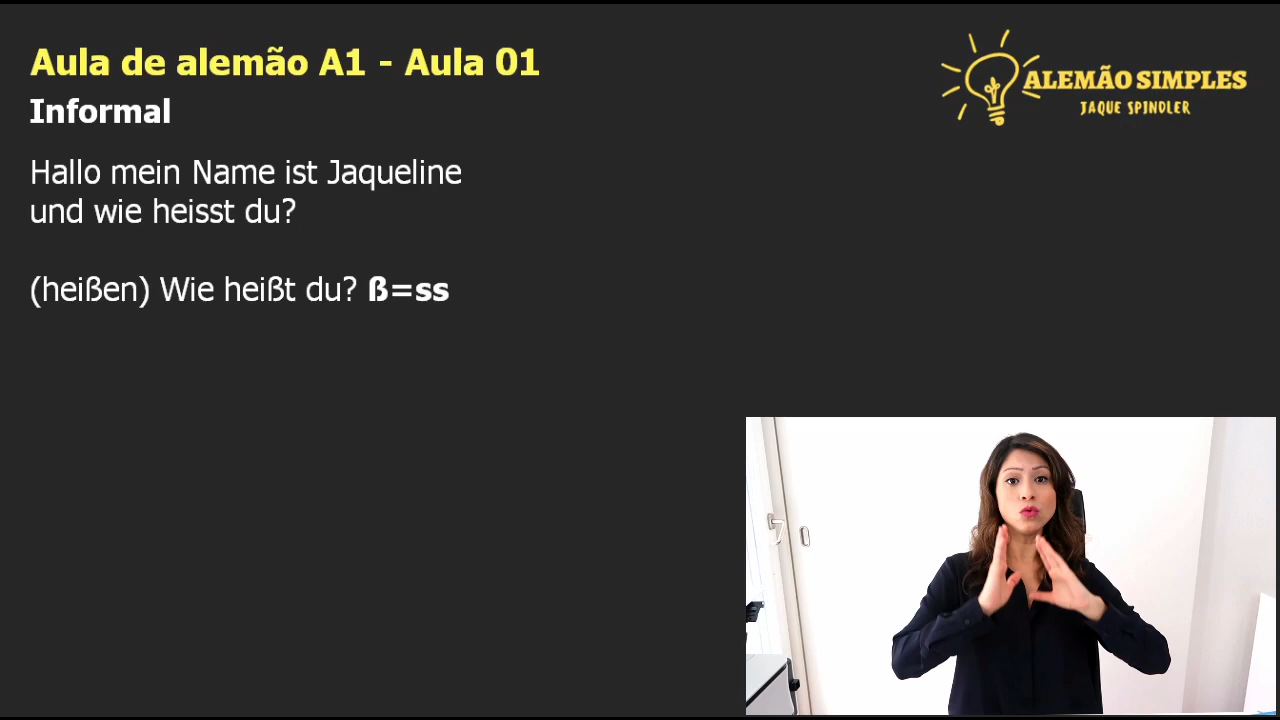 Aula de alemão A1 - Aula 01
Informal
ALEMÃO SIMPLES
JAQUE SPINDLER
Hallo mein Name ist Jaqueline
und wie heisst du?
(heißen) Wie heißt du? ß=ss